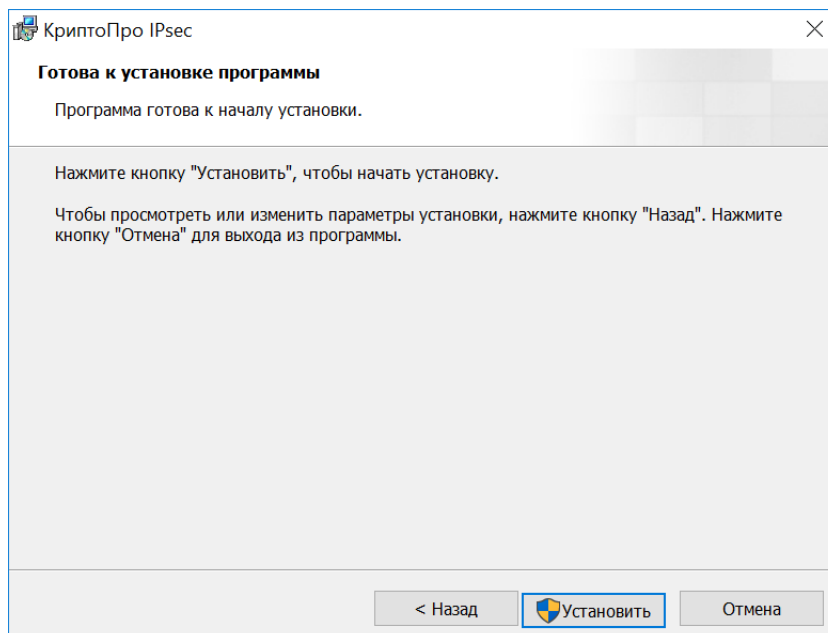 КриптоПро IPsec
Готова к установке программы
Программа готова к началу установки.
Нажмите кнопку "Установить", чтобы начать установку.
Чтобы просмотреть или изменить параметры установки, нажмите кнопку "Назад". Нажмите
кнопку "Отмена" для выхода из программы.
< Назад
Установить
Отмена